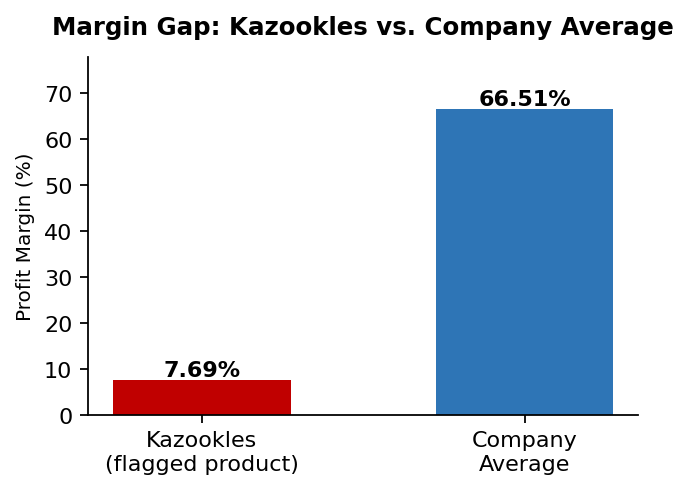 Margin Gap: Kazookles vs. Company Average
Profit Margin (%)
70
60
50
40
30
20
10
0
7.69%
66.51%
Kazookles
(flagged product)
Company
Average